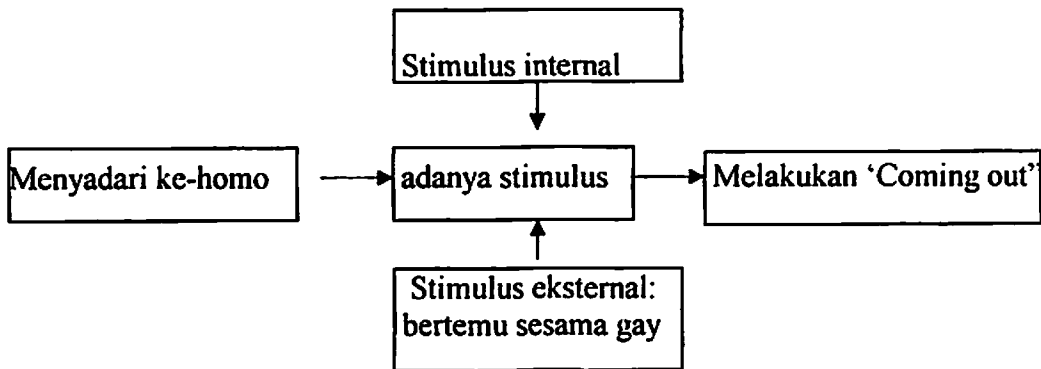 Stimulus internal
Menyadari ke-homo
adanya stimulus
Melakukan ‘Coming out”
Stimulus eksternal:
bertemu sesama gay